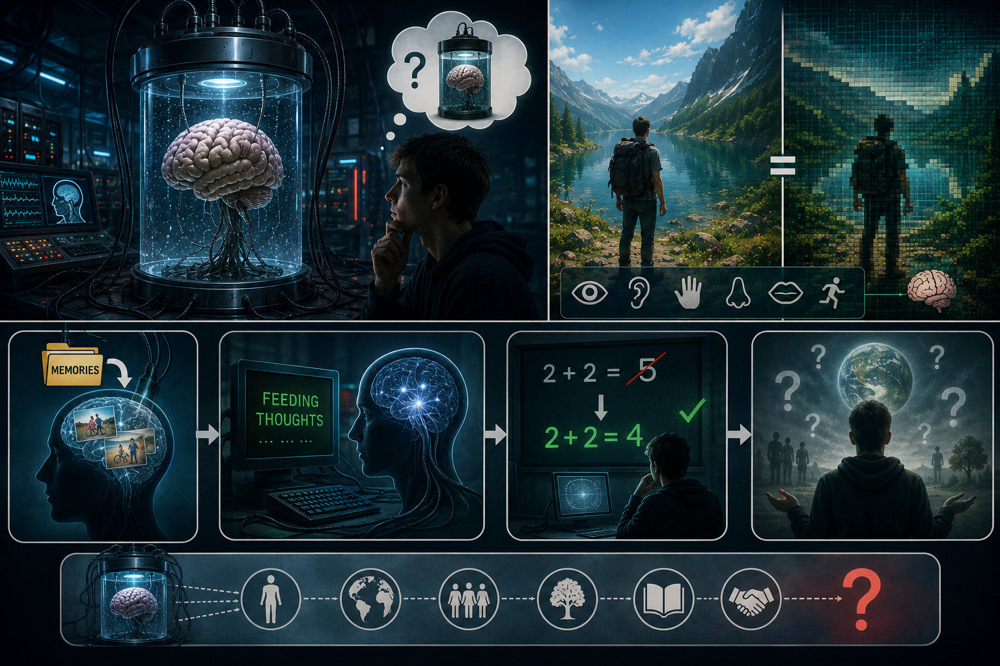 ?
=
MEMORIES
FEEDING
THOUGHTS
... ... ...
2 + 2 = 5
2 + 2 = 4
? ? ? ? ? ?
?